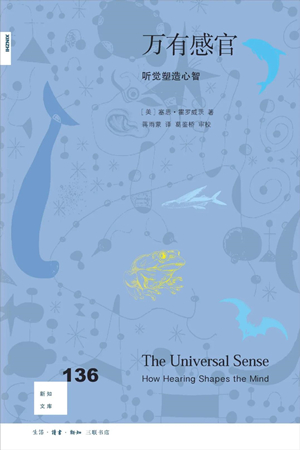 XINZHI
万有感官
听觉塑造心智
[美] 塞思·霍罗威茨 著
蒋雨蒙 译 葛鉴桥 审校
The Universal Sense
How Hearing Shapes the Mind
136
新知
文库
生活·讀書·新知 三联书店